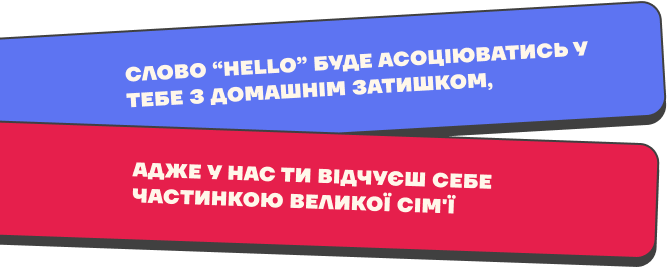 СЛОВО “HELLO” БУДЕ АСОЦІЮВАТИСЬ У
ТЕБЕ З ДОМАШНІМ ЗАТИШКОМ,
АДЖЕ У НАС ТИ ВІДЧУЄШ СЕБЕ
ЧАСТИНКОЮ ВЕЛИКОЇ СІМ'Ї